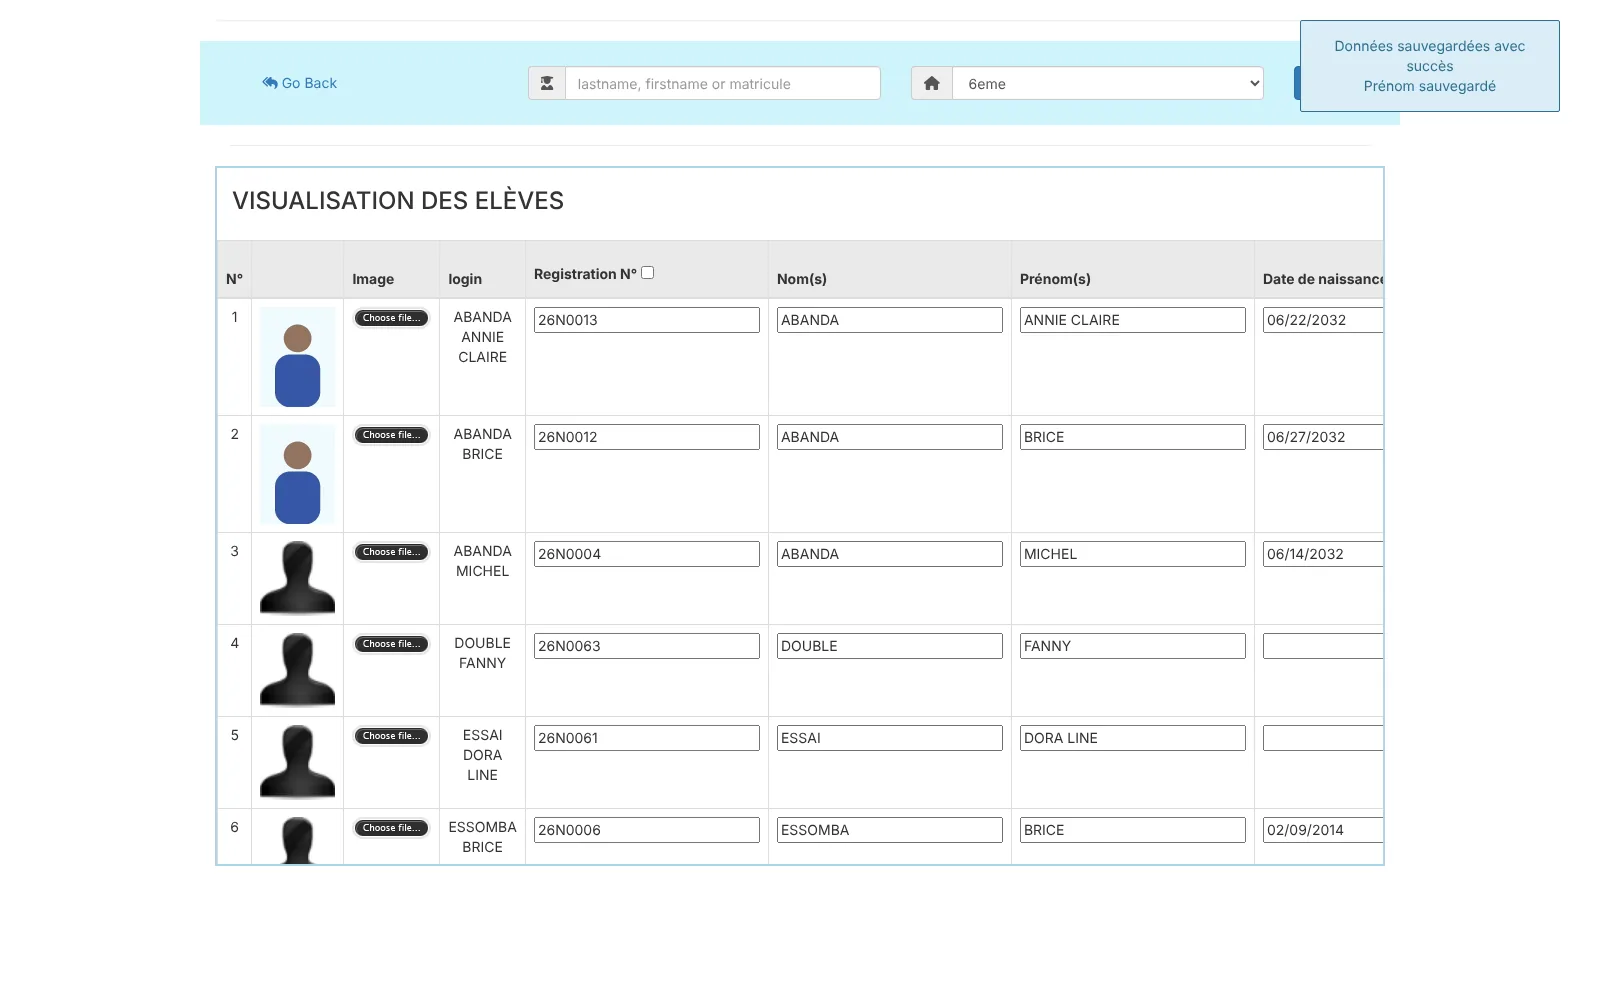 Go Back
lastname, firstname or matricule
6eme
Données sauvegardées avec
succès
Prénom sauvegardé
VISUALISATION DES ELÈVES
N° Image login Registration N° Nom(s) Prénom(s) Date de naissance
1 Choose file... ABANDA 26N0013 ABANDA ANNIE CLAIRE 06/22/2032
ANNIE
CLAIRE
2 Choose file... ABANDA 26N0012 ABANDA BRICE 06/27/2032
BRICE
3 Choose file... ABANDA 26N0004 ABANDA MICHEL 06/14/2032
MICHEL
4 Choose file... DOUBLE 26N0063 DOUBLE FANNY
FANNY
5 Choose file... ESSAI 26N0061 ESSAI DORA LINE
DORA
LINE
6 Choose file... ESSOMBA 26N0006 ESSOMBA BRICE 02/09/2014
BRICE